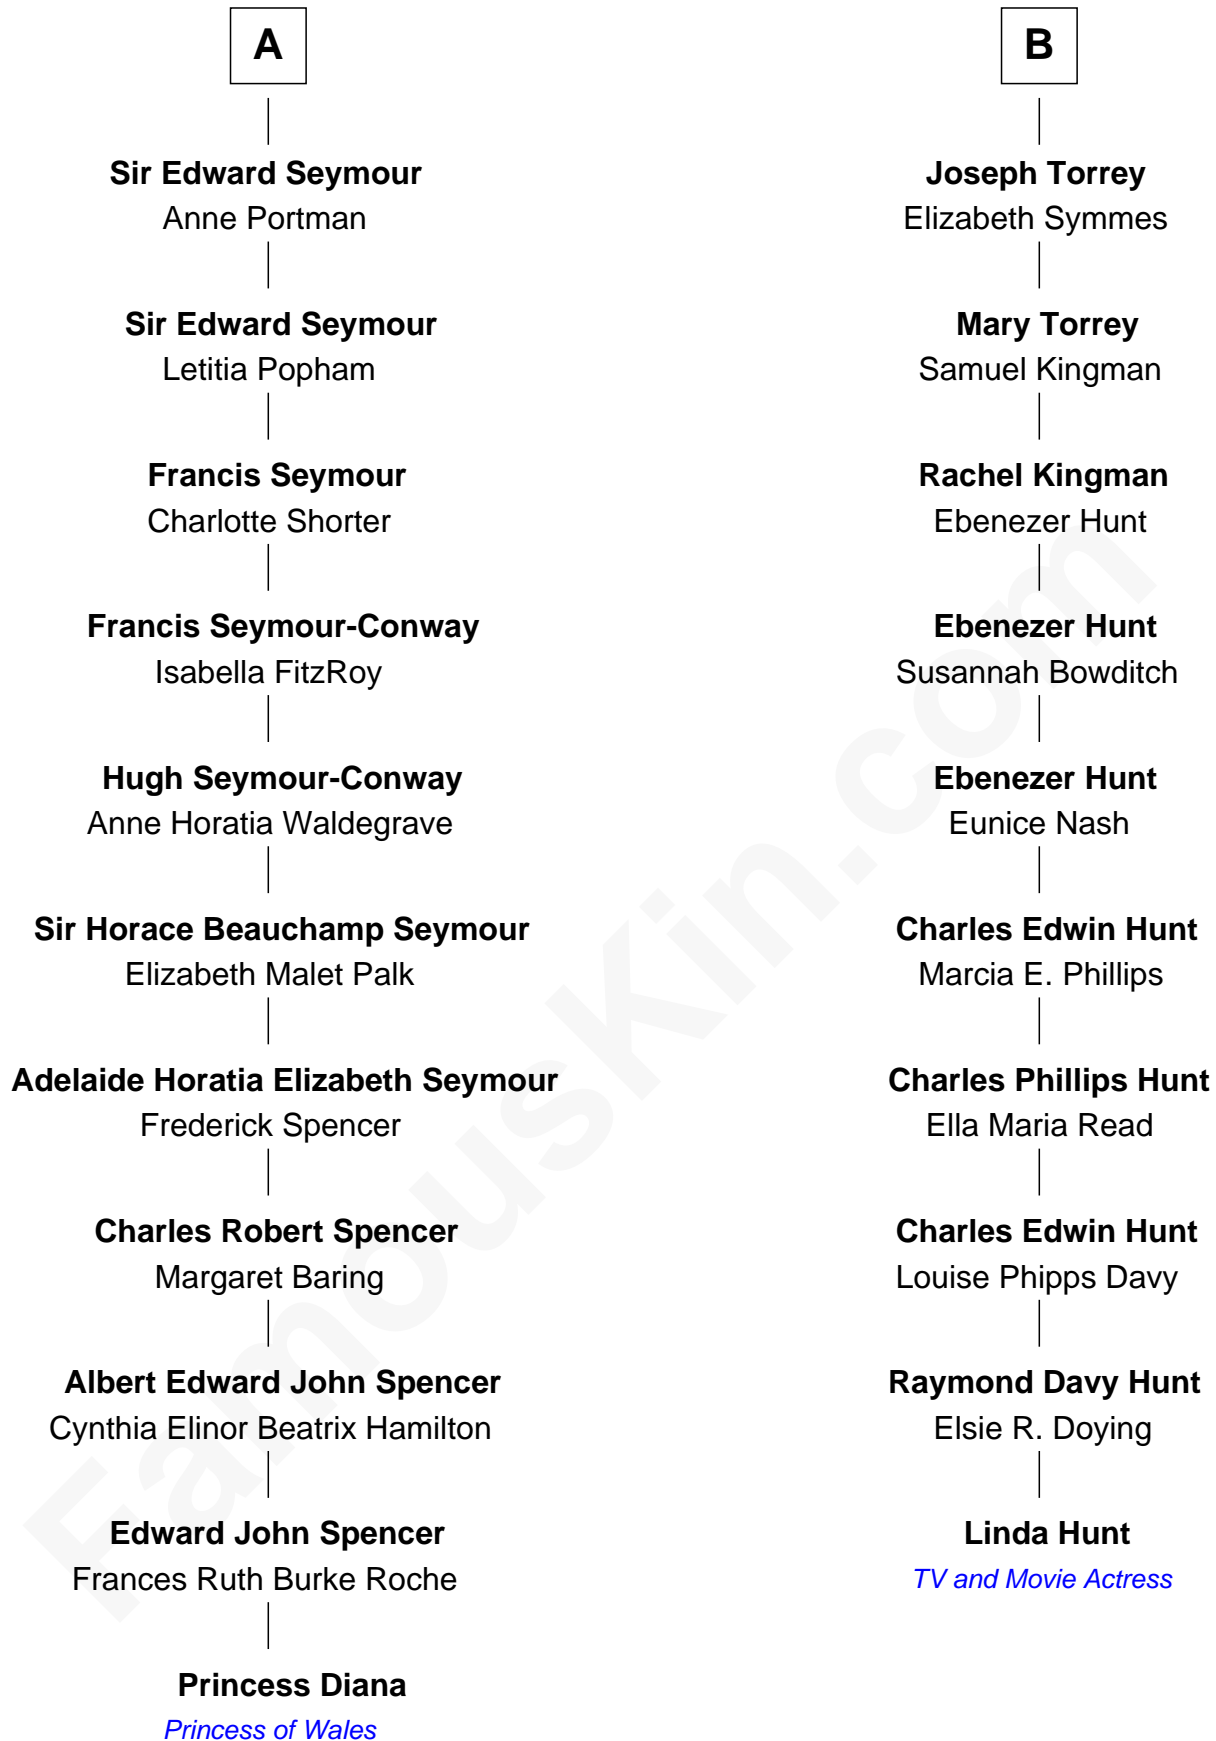 A
Sir Edward Seymour
Anne Portman
Sir Edward Seymour
Letitia Popham
Francis Seymour
Charlotte Shorter
Francis Seymour-Conway
Isabella FitzRoy
Hugh Seymour-Conway
Anne Horatia Waldegrave
Sir Horace Beauchamp Seymour
Elizabeth Malet Palk
Adelaide Horatia Elizabeth Seymour
Frederick Spencer
Charles Robert Spencer
Margaret Baring
Albert Edward John Spencer
Cynthia Elinor Beatrix Hamilton
Edward John Spencer
Frances Ruth Burke Roche
Princess Diana
Princess of Wales
B
Joseph Torrey
Elizabeth Symmes
Mary Torrey
Samuel Kingman
Rachel Kingman
Ebenezer Hunt
Ebenezer Hunt
Susannah Bowditch
Ebenezer Hunt
Eunice Nash
Charles Edwin Hunt
Marcia E. Phillips
Charles Phillips Hunt
Ella Maria Read
Charles Edwin Hunt
Louise Phipps Davy
Raymond Davy Hunt
Elsie R. Doying
Linda Hunt
TV and Movie Actress
FamousKin.com